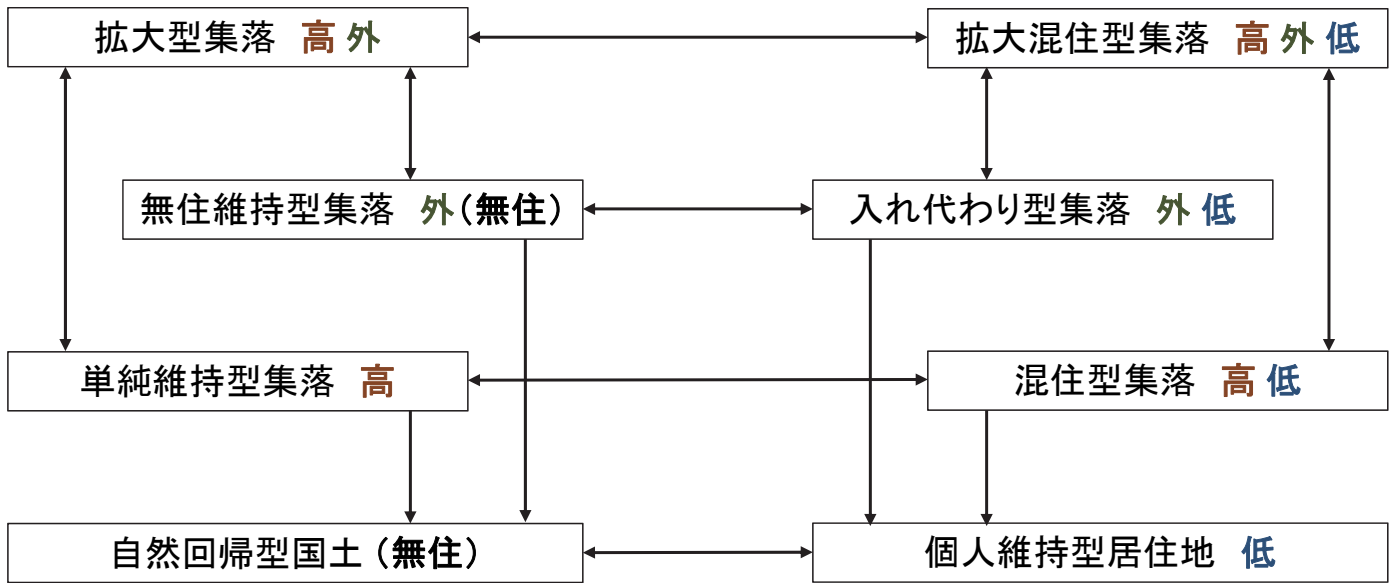 拡大型集落 高 外
拡大混住型集落 高 外 低
無住維持型集落 外(無住)
入れ代わり型集落 外 低
単純維持型集落 高
混住型集落 高 低
自然回帰型国土(無住)
個人維持型居住地 低